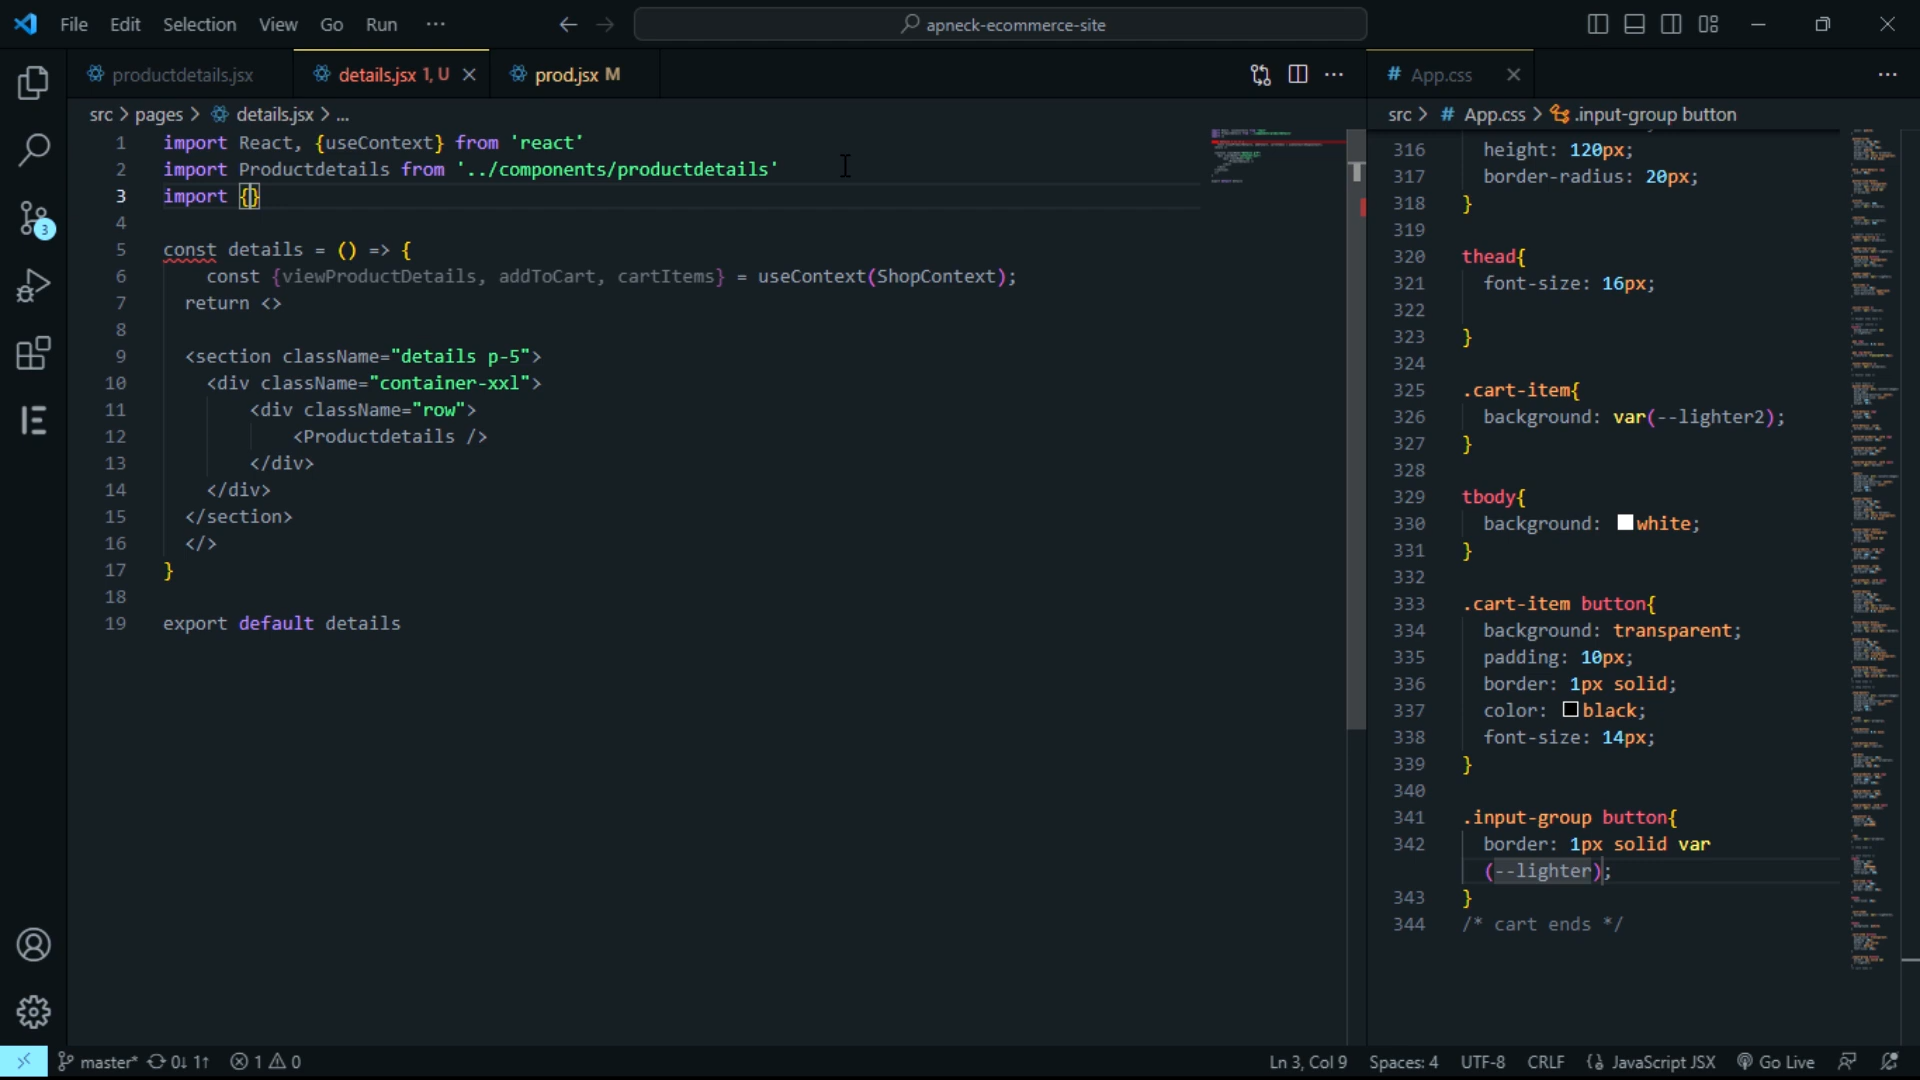 File Edit Selection View Go Run ···
apneck-ecommerce-site
productdetails.jsx
details.jsx 1, U
prod.jsx M
# App.css
src > pages > details.jsx > ...
src > # App.css > .input-group button
1 import React, {useContext} from 'react'
2 import Productdetails from '../components/productdetails'
3 import {}
4
5 const details = () => {
6 const {viewProductDetails, addToCart, cartItems} = useContext(ShopContext);
7 return <>
8
9 <section className="details p-5">
10 <div className="container-xxl">
11 <div className="row">
12 <Productdetails />
13 </div>
14 </div>
15 </section>
16 </>
17 }
18
19 export default details
316 height: 120px;
317 border-radius: 20px;
318 }
319
320 thead{
321 font-size: 16px;
322
323 }
324
325 .cart-item{
326 background: var(--lighter2);
327 }
328
329 tbody{
330 background: white;
331 }
332
333 .cart-item button{
334 background: transparent;
335 padding: 10px;
336 border: 1px solid;
337 color: black;
338 font-size: 14px;
339 }
340
341 .input-group button{
342 border: 1px solid var
(--lighter);
343 }
344 /* cart ends */
3
master* 0↓ 1↑ 1 0
Ln 3, Col 9 Spaces: 4 UTF-8 CRLF JavaScript JSX Go Live